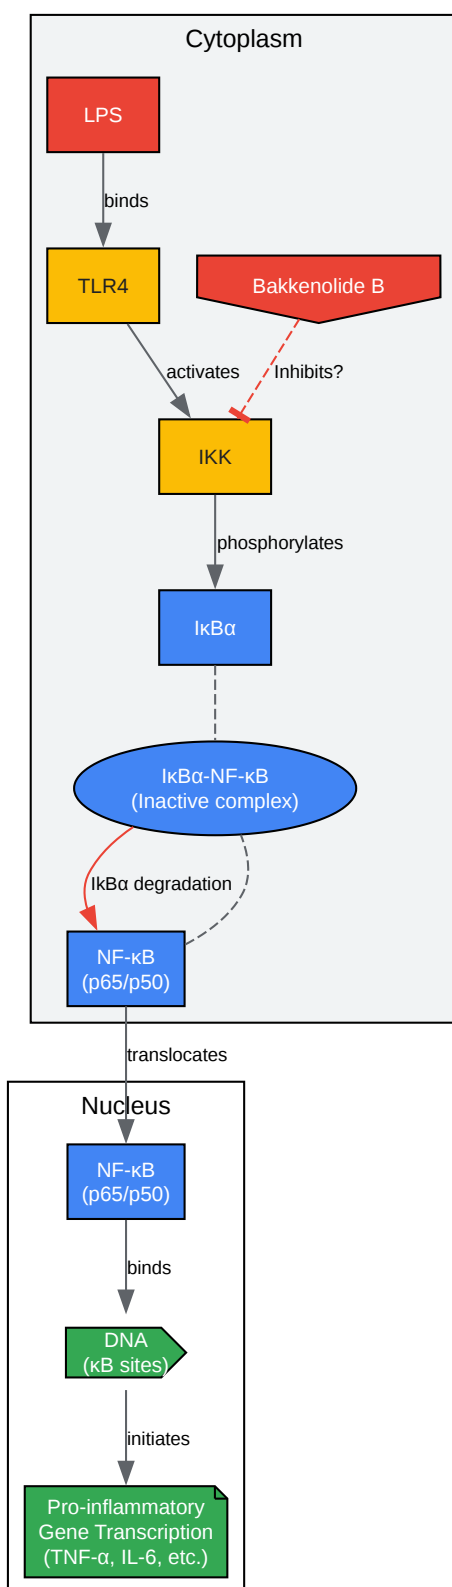 Cytoplasm
LPS
binds
TLR4
Bakkenolide B
activates
Inhibits?
IKK
phosphorylates
IκBα
IκBα-NF-κB
(Inactive complex)
IkBα degradation
NF-κB
(p65/p50)
translocates
Nucleus
NF-κB
(p65/p50)
binds
DNA
(κB sites)
initiates
Pro-inflammatory
Gene Transcription
(TNF-α, IL-6, etc.)